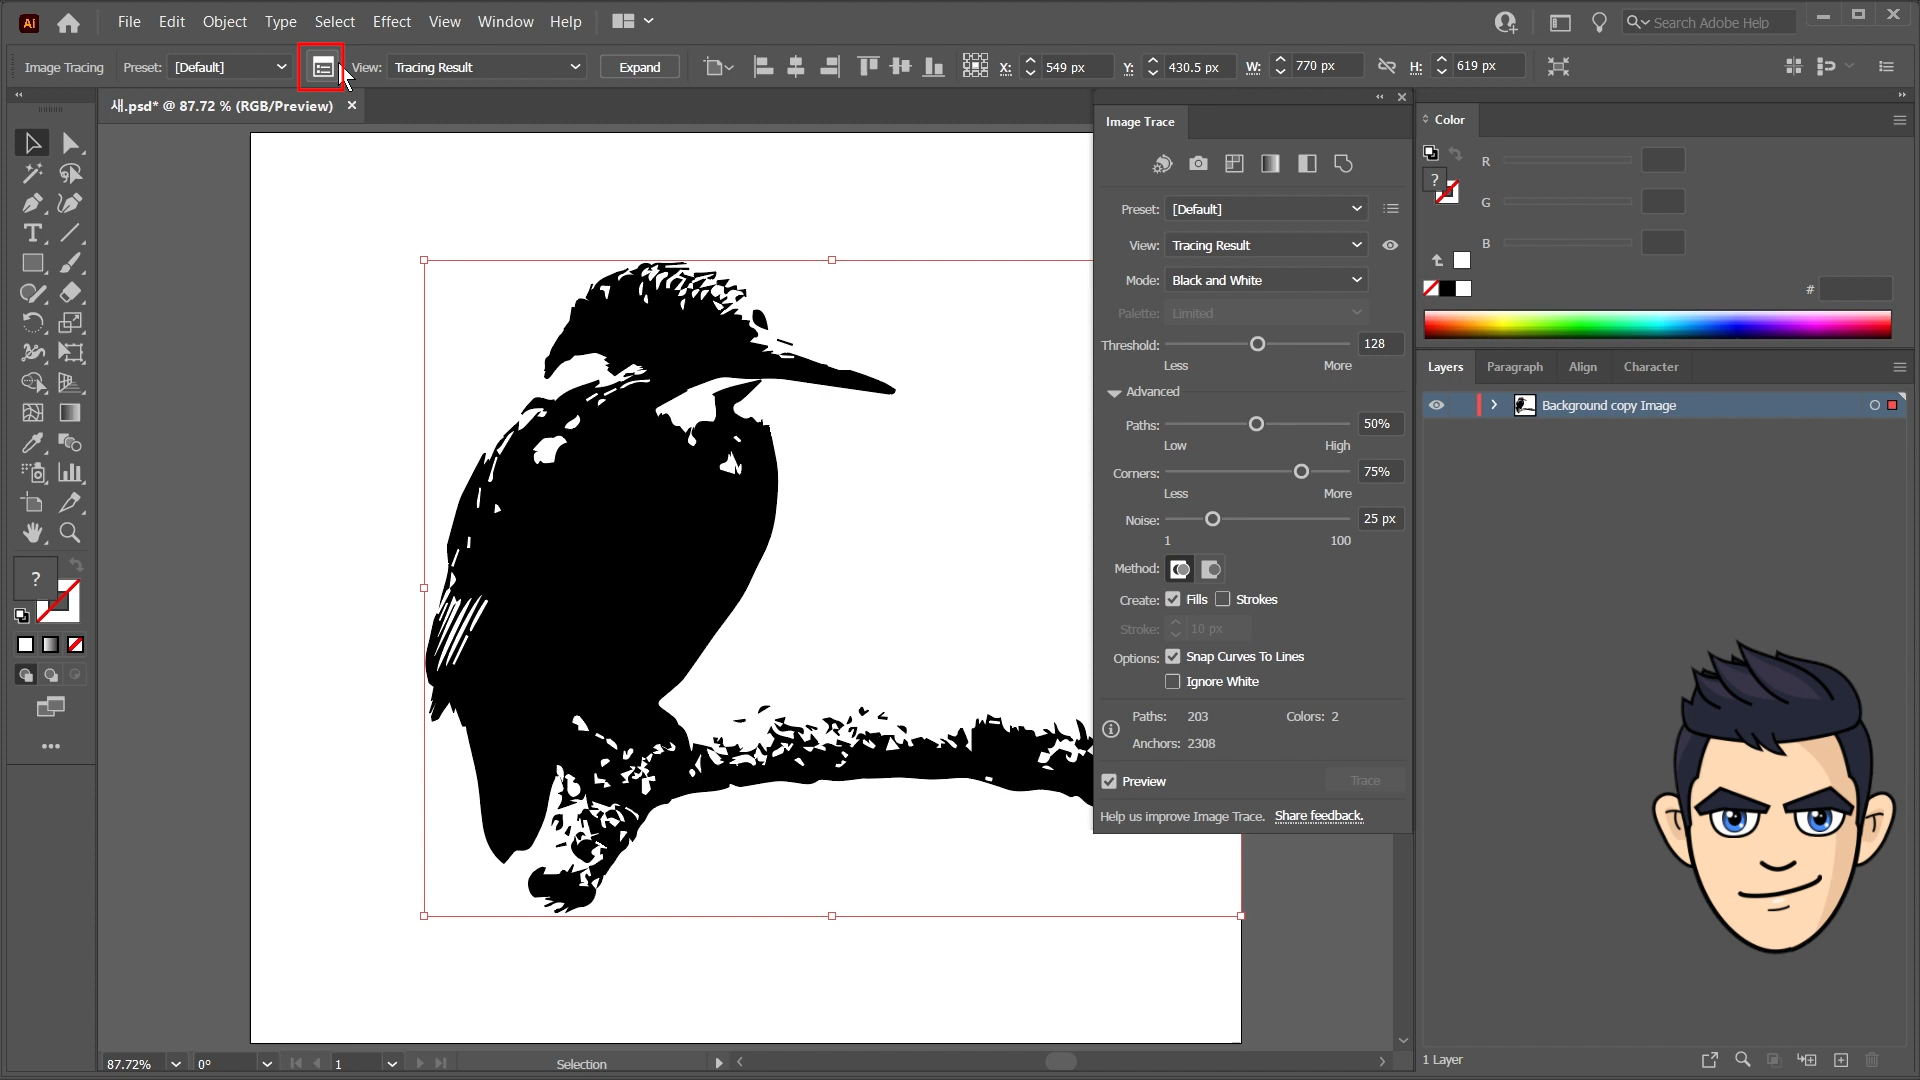 Ai File Edit Object Type Select Effect View Window Help Search Adobe Help
Image Tracing Preset: [Default] View: Tracing Result Expand X: 549 px Y: 430.5 px W: 770 px H: 619 px
새.psd* @ 87.72 % (RGB/Preview)
Image Trace
Preset: [Default]
View: Tracing Result
Mode: Black and White
Palette: Limited
Threshold: 128
Less More
Advanced
Paths: 50%
Low High
Corners: 75%
Less More
Noise: 25 px
1 100
Method:
Create: Fills Strokes
Stroke: 10 px
Options: Snap Curves To Lines
Ignore White
Paths: 203 Colors: 2
Anchors: 2308
Preview Trace
Help us improve Image Trace. Share feedback.
Color
?
R
G
B
#
Layers Paragraph Align Character
Background copy Image
?
87.72% 0° 1 Selection
1 Layer